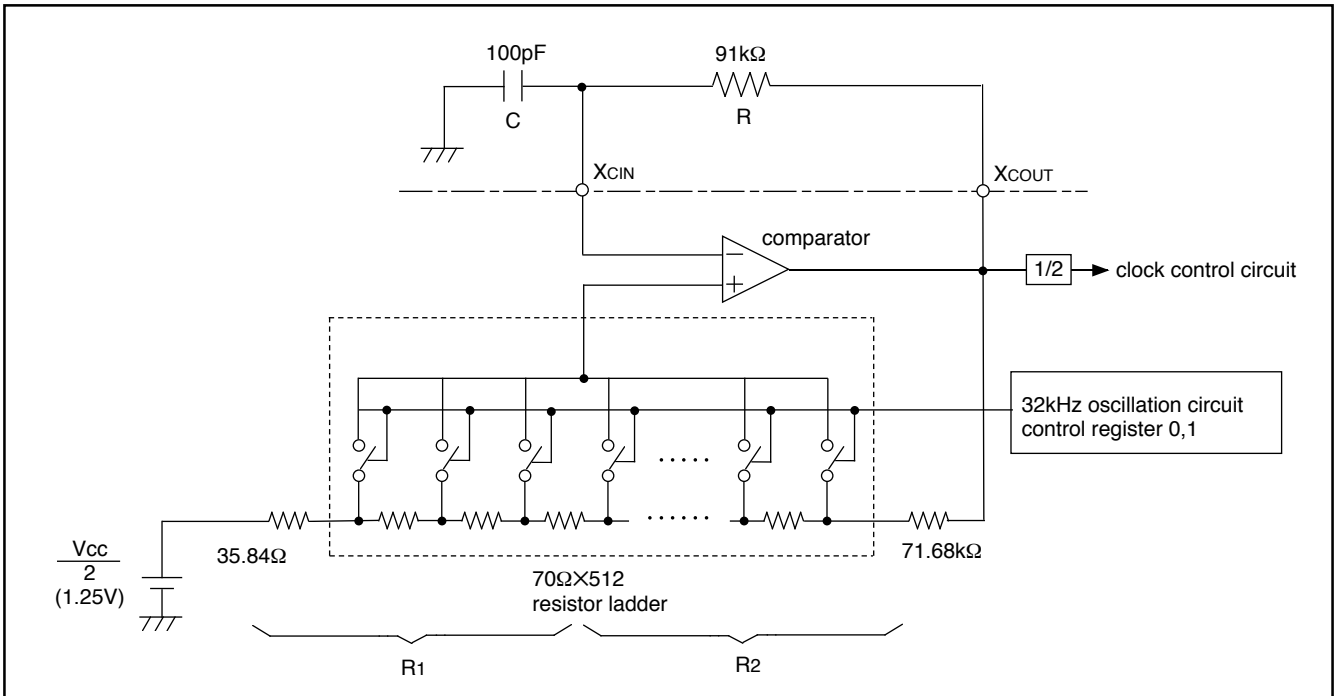 100pF
91kΩ
C
R
XCIN
XCOUT
comparator
−
+
1/2
clock control circuit
32kHz oscillation circuit
control register 0,1
.....
......
35.84Ω
71.68kΩ
Vcc
2
(1.25V)
70Ω×512
resistor ladder
R1
R2